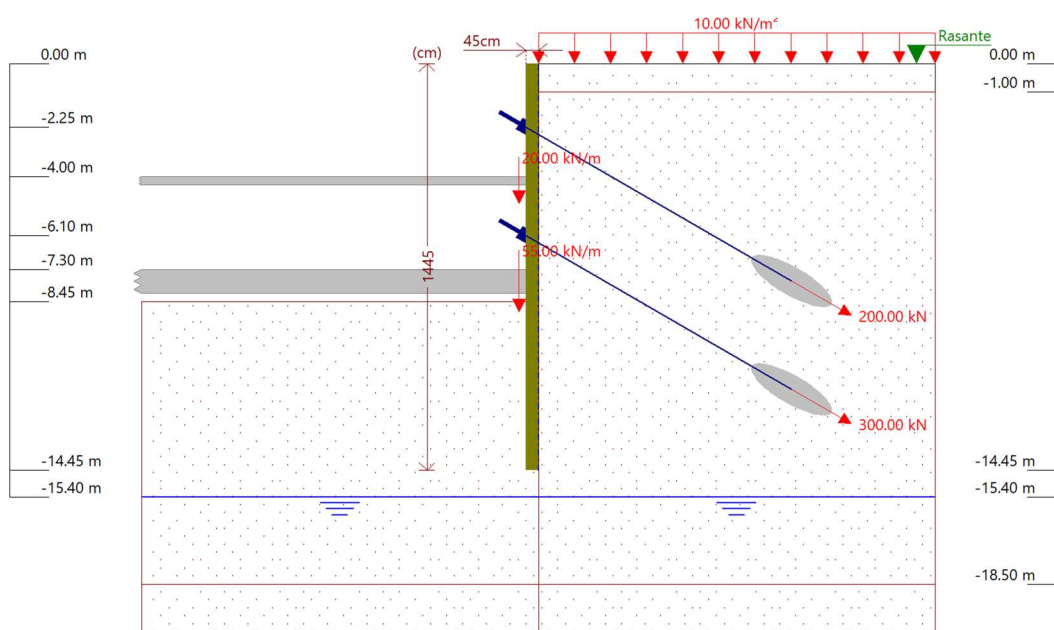 10.00 kN/m²
Rasante
45cm
(cm)
0.00 m
0.00 m
-1.00 m
-2.25 m
20.00 kN/m
-4.00 m
-6.10 m
55.00 kN/m
1445
-7.30 m
-8.45 m
200.00 kN
300.00 kN
-14.45 m
-14.45 m
-15.40 m
-15.40 m
-18.50 m